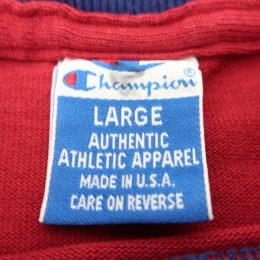 Champion®
LARGE
AUTHENTIC
ATHLETIC APPAREL
MADE IN U.S.A.
CARE ON REVERSE